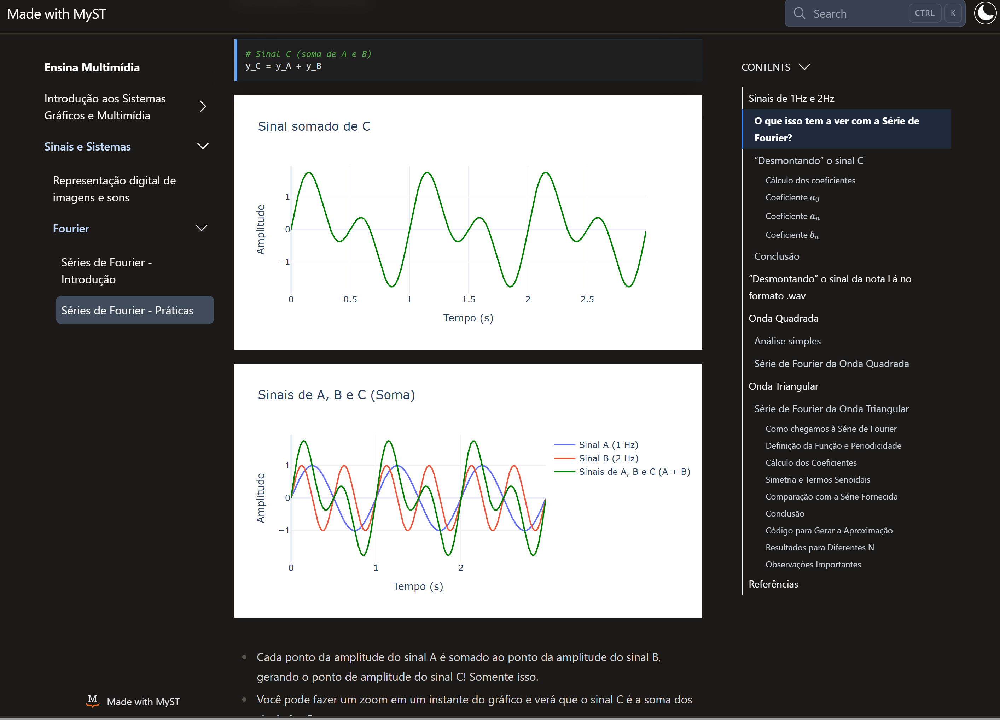 Made with MyST
Search
CTRL
K
Ensina Multimídia
Introdução aos Sistemas
Gráficos e Multimídia
Sinais e Sistemas
Representação digital de
imagens e sons
Fourier
Séries de Fourier -
Introdução
Séries de Fourier - Práticas
M
Made with MyST
# Sinal C (soma de A e B)
y_C = y_A + y_B
Sinal somado de C
Amplitude
1
0
−1
0
0.5
1
1.5
2
2.5
Tempo (s)
Sinais de A, B e C (Soma)
Sinal A (1 Hz)
Sinal B (2 Hz)
Sinais de A, B e C (A + B)
Amplitude
1
0
−1
0
1
2
Tempo (s)
Cada ponto da amplitude do sinal A é somado ao ponto da amplitude do sinal B,
gerando o ponto de amplitude do sinal C! Somente isso.
Você pode fazer um zoom em um instante do gráfico e verá que o sinal C é a soma dos
CONTENTS
Sinais de 1Hz e 2Hz
O que isso tem a ver com a Série de
Fourier?
“Desmontando” o sinal C
Cálculo dos coeficientes
Coeficiente a₀
Coeficiente aₙ
Coeficiente bₙ
Conclusão
“Desmontando” o sinal da nota Lá no
formato .wav
Onda Quadrada
Análise simples
Série de Fourier da Onda Quadrada
Onda Triangular
Série de Fourier da Onda Triangular
Como chegamos à Série de Fourier
Definição da Função e Periodicidade
Cálculo dos Coeficientes
Simetria e Termos Senoidais
Comparação com a Série Fornecida
Conclusão
Código para Gerar a Aproximação
Resultados para Diferentes N
Observações Importantes
Referências